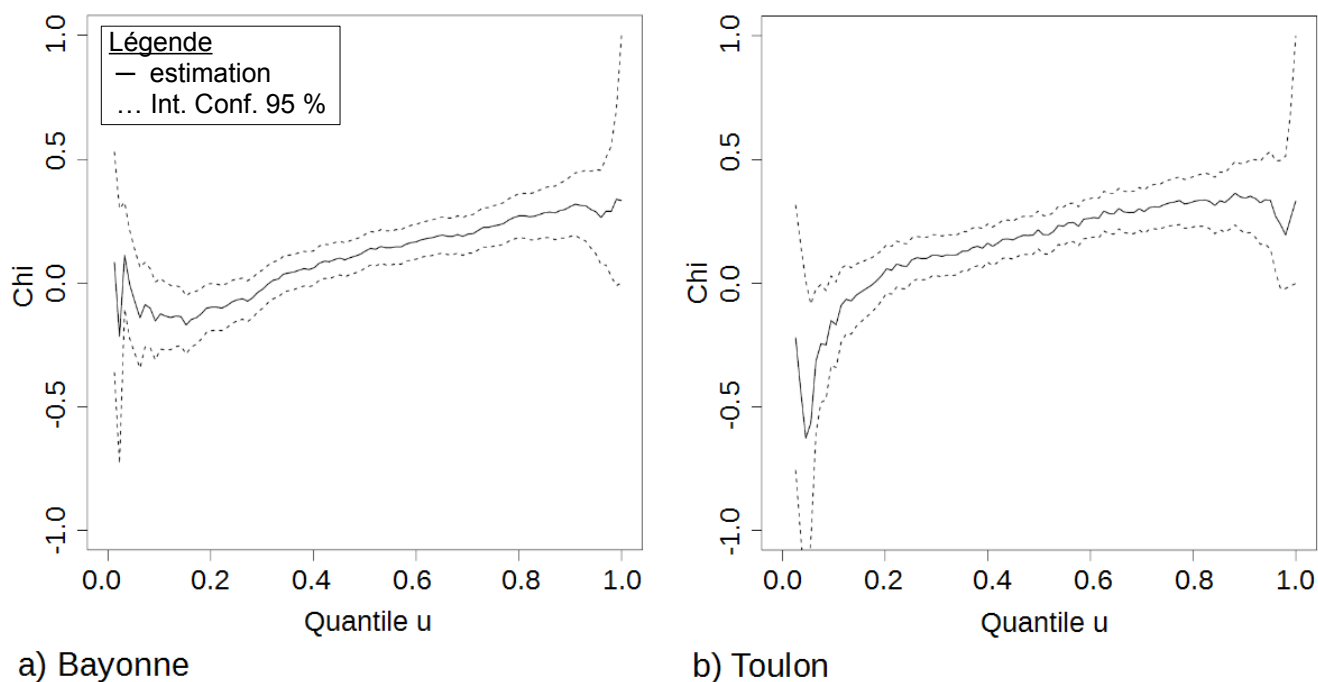 Légende
— estimation
... Int. Conf. 95 %
1.0
0.5
0.0
-0.5
-1.0
Chi
0.0 0.2 0.4 0.6 0.8 1.0
Quantile u
a) Bayonne
1.0
0.5
0.0
-0.5
-1.0
Chi
0.0 0.2 0.4 0.6 0.8 1.0
Quantile u
b) Toulon